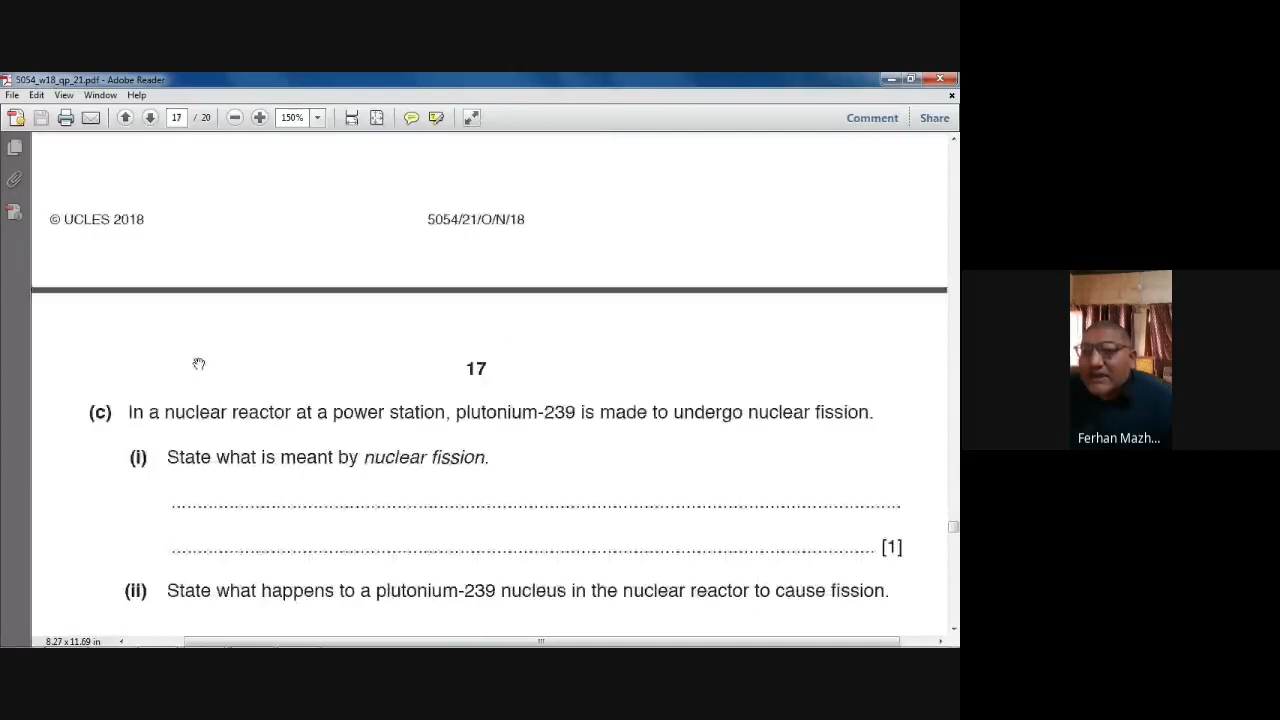 5054_w18_qp_21.pdf - Adobe Reader
File Edit View Window Help
17 / 20 150% Comment Share
© UCLES 2018 5054/21/O/N/18
17
(c) In a nuclear reactor at a power station, plutonium-239 is made to undergo nuclear fission.
(i) State what is meant by nuclear fission.
[1]
(ii) State what happens to a plutonium-239 nucleus in the nuclear reactor to cause fission.
8.27 x 11.69 in
Ferhan Mazh...